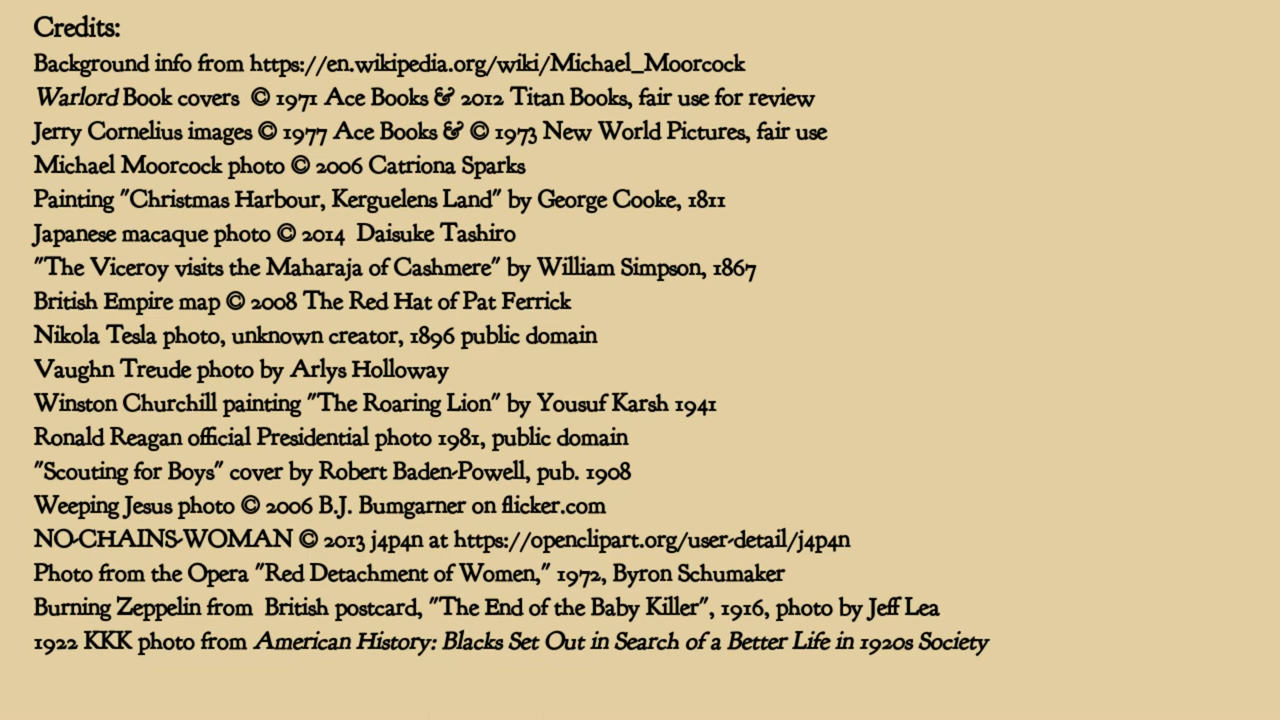 Credits:
Background info from https://en.wikipedia.org/wiki/Michael_Moorcock
Warlord Book covers © 1971 Ace Books & 2012 Titan Books, fair use for review
Jerry Cornelius images © 1977 Ace Books & © 1973 New World Pictures, fair use
Michael Moorcock photo © 2006 Catriona Sparks
Painting "Christmas Harbour, Kerguelens Land" by George Cooke, 1811
Japanese macaque photo © 2014 Daisuke Tashiro
"The Viceroy visits the Maharaja of Cashmere" by William Simpson, 1867
British Empire map © 2008 The Red Hat of Pat Ferrick
Nikola Tesla photo, unknown creator, 1896 public domain
Vaughn Treude photo by Arlys Holloway
Winston Churchill painting "The Roaring Lion" by Yousuf Karsh 1941
Ronald Reagan official Presidential photo 1981, public domain
"Scouting for Boys" cover by Robert Baden-Powell, pub. 1908
Weeping Jesus photo © 2006 B.J. Bumgarner on flicker.com
NO-CHAINS-WOMAN © 2013 j4p4n at https://openclipart.org/user-detail/j4p4n
Photo from the Opera "Red Detachment of Women," 1972, Byron Schumaker
Burning Zeppelin from British postcard, "The End of the Baby Killer", 1916, photo by Jeff Lea
1922 KKK photo from American History: Blacks Set Out in Search of a Better Life in 1920s Society